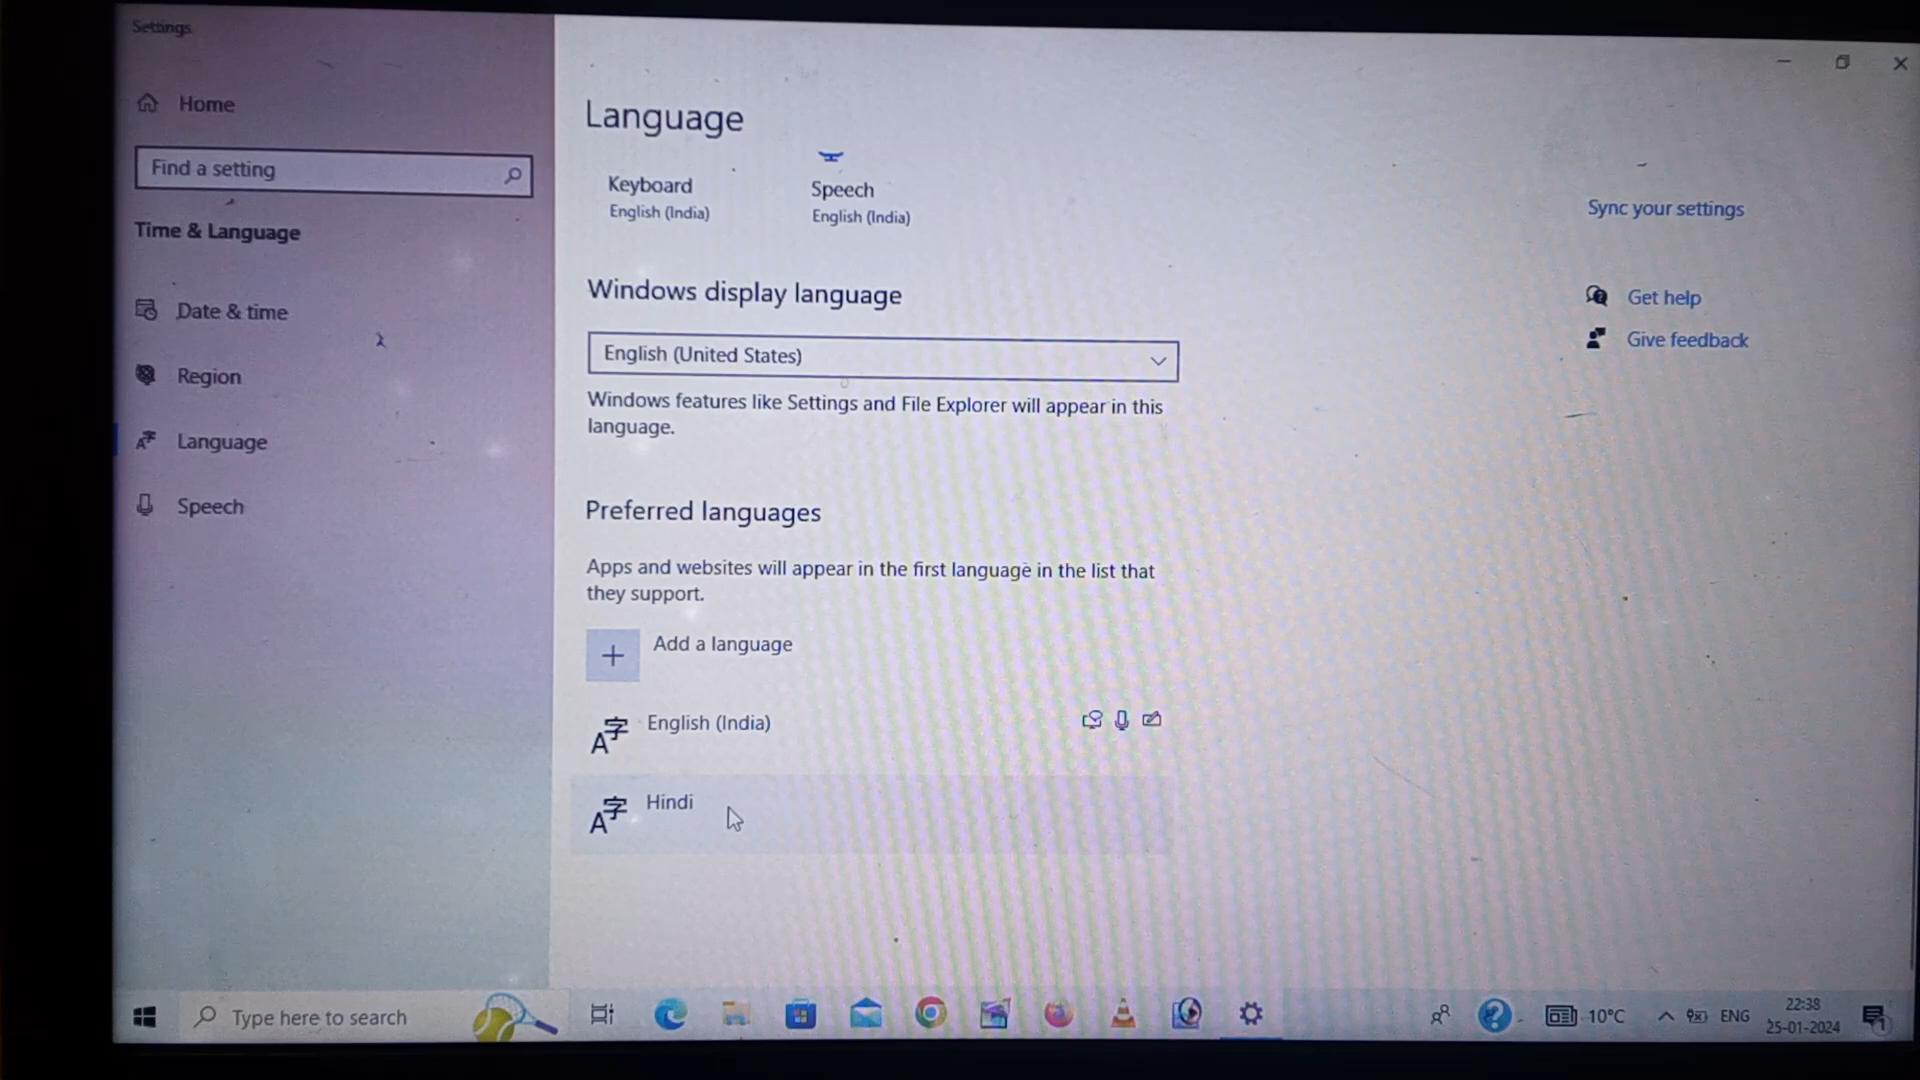 Settings
Home
Find a setting
Time & Language
Date & time
Region
Language
Speech
Language
Keyboard
English (India)
Speech
English (India)
Windows display language
English (United States)
Windows features like Settings and File Explorer will appear in this
language.
Preferred languages
Apps and websites will appear in the first language in the list that
they support.
Add a language
English (India)
Hindi
Sync your settings
Get help
Give feedback
Type here to search
10°C
ENG
22:38
25-01-2024
1